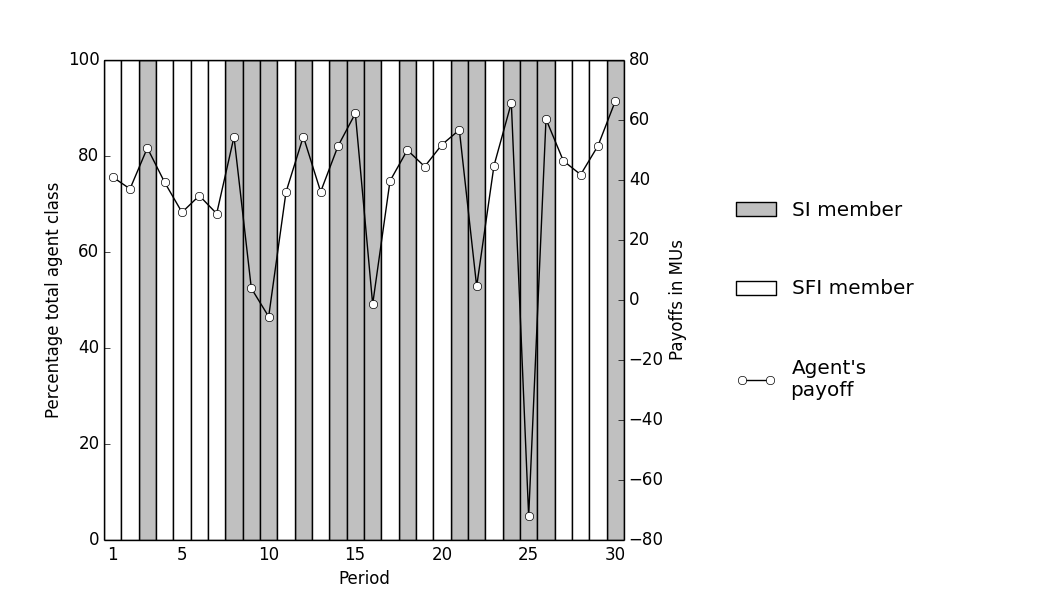 100
80
60
40
20
0
Percentage total agent class
80
60
40
20
0
−20
−40
−60
−80
Payoffs in MUs
1 5 10 15 20 25 30
Period
SI member
SFI member
Agent's
payoff